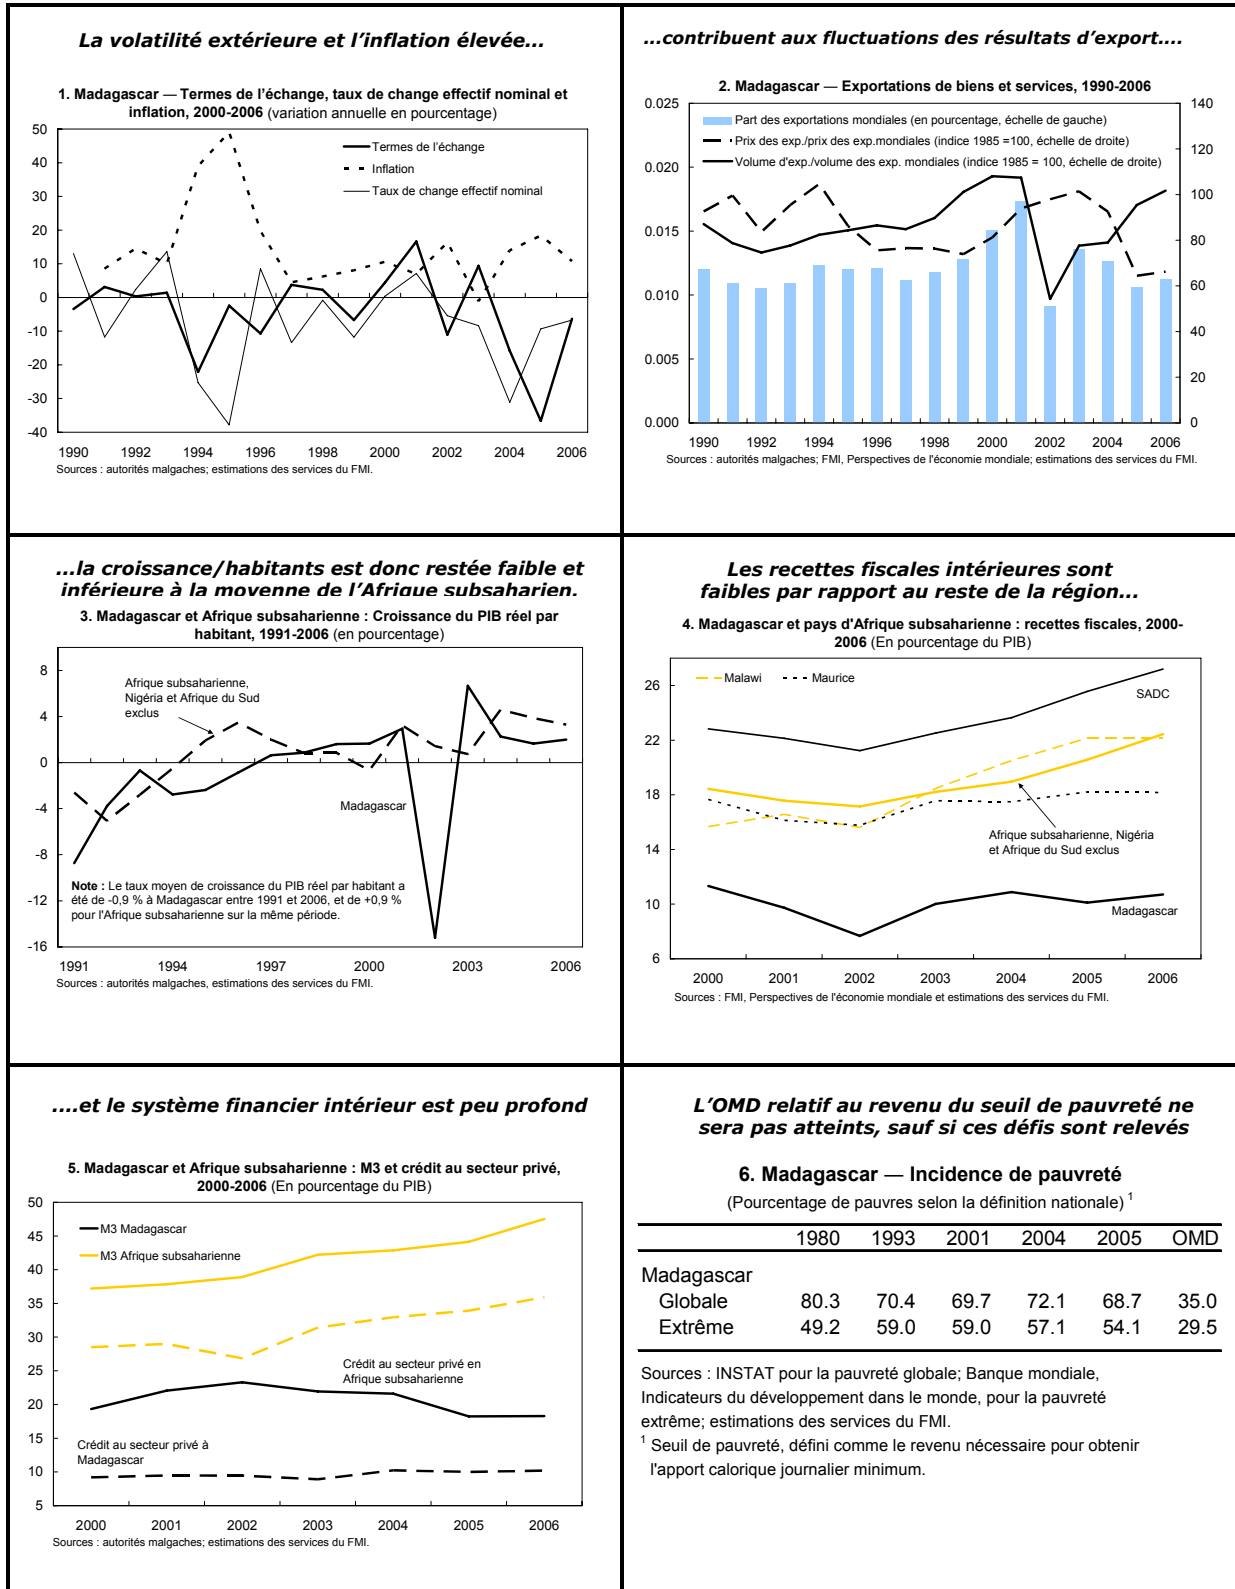 La volatilité extérieure et l'inflation élevée...
1. Madagascar — Termes de l'échange, taux de change effectif nominal et
inflation, 2000-2006 (variation annuelle en pourcentage)
50
40
30
20
10
0
-10
-20
-30
-40
Termes de l'échange
Inflation
Taux de change effectif nominal
1990 1992 1994 1996 1998 2000 2002 2004 2006
Sources : autorités malgaches; estimations des services du FMI.
...contribuent aux fluctuations des résultats d'export....
2. Madagascar — Exportations de biens et services, 1990-2006
0.025
0.020
0.015
0.010
0.005
0.000
Part des exportations mondiales (en pourcentage, échelle de gauche)
Prix des exp./prix des exp.mondiales (indice 1985 =100, échelle de droite)
Volume d'exp./volume des exp. mondiales (indice 1985 = 100, échelle de droite)
140
120
100
80
60
40
20
0
1990 1992 1994 1996 1998 2000 2002 2004 2006
Sources : autorités malgaches; FMI, Perspectives de l'économie mondiale; estimations des services du FMI.
...la croissance/habitants est donc restée faible et
inférieure à la moyenne de l'Afrique subsaharien.
3. Madagascar et Afrique subsaharienne : Croissance du PIB réel par
habitant, 1991-2006 (en pourcentage)
8
4
0
-4
-8
-12
-16
Afrique subsaharienne,
Nigéria et Afrique du Sud
exclus
Madagascar
Note : Le taux moyen de croissance du PIB réel par habitant a
été de -0,9 % à Madagascar entre 1991 et 2006, et de +0,9 %
pour l'Afrique subsaharienne sur la même période.
1991 1994 1997 2000 2003 2006
Sources : autorités malgaches, estimations des services du FMI.
Les recettes fiscales intérieures sont
faibles par rapport au reste de la région...
4. Madagascar et pays d'Afrique subsaharienne : recettes fiscales, 2000-
2006 (En pourcentage du PIB)
26
22
18
14
10
6
Malawi
Maurice
SADC
Afrique subsaharienne, Nigéria
et Afrique du Sud exclus
Madagascar
2000 2001 2002 2003 2004 2005 2006
Sources : FMI, Perspectives de l'économie mondiale et estimations des services du FMI.
....et le système financier intérieur est peu profond
5. Madagascar et Afrique subsaharienne : M3 et crédit au secteur privé,
2000-2006 (En pourcentage du PIB)
50
45
40
35
30
25
20
15
10
5
M3 Madagascar
M3 Afrique subsaharienne
Crédit au secteur privé en
Afrique subsaharienne
Crédit au secteur privé à
Madagascar
2000 2001 2002 2003 2004 2005 2006
Sources : autorités malgaches; estimations des services du FMI.
L'OMD relatif au revenu du seuil de pauvreté ne
sera pas atteints, sauf si ces défis sont relevés
6. Madagascar — Incidence de pauvreté
(Pourcentage de pauvres selon la définition nationale) 1
1980 1993 2001 2004 2005 OMD
Madagascar
Globale 80.3 70.4 69.7 72.1 68.7 35.0
Extrême 49.2 59.0 59.0 57.1 54.1 29.5
Sources : INSTAT pour la pauvreté globale; Banque mondiale,
Indicateurs du développement dans le monde, pour la pauvreté
extrême; estimations des services du FMI.
1 Seuil de pauvreté, défini comme le revenu nécessaire pour obtenir
l'apport calorique journalier minimum.